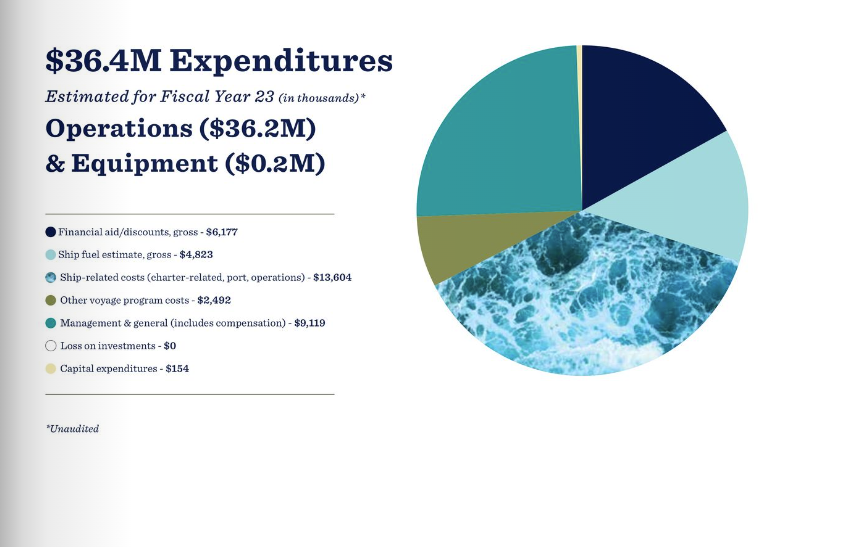 $36.4M Expenditures
Estimated for Fiscal Year 23 (in thousands)*
Operations ($36.2M)
& Equipment ($0.2M)
Financial aid/discounts, gross - $6,177
Ship fuel estimate, gross - $4,823
Ship-related costs (charter-related, port, operations) - $13,604
Other voyage program costs - $2,492
Management & general (includes compensation) - $9,119
Loss on investments - $0
Capital expenditures - $154
*Unaudited